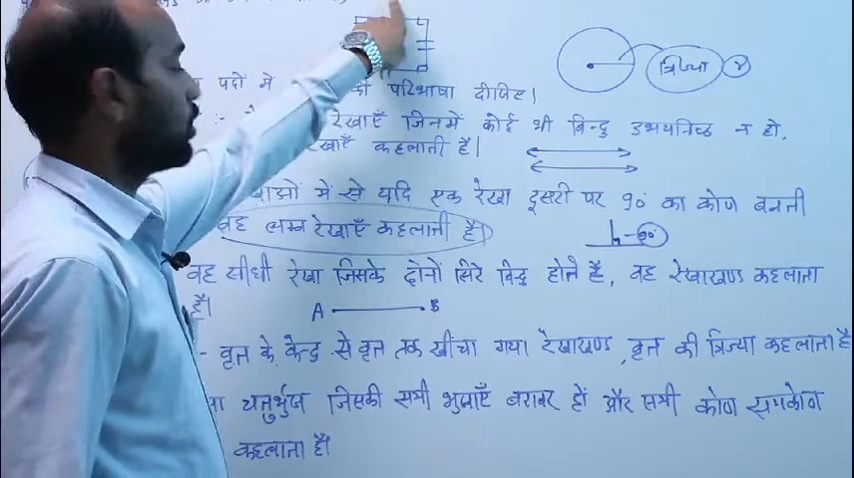 त्रिज्या r
पदों में की परिभाषा दीजिए।
रेखाएँ जिनमें कोई भी बिन्दु उभयनिष्ठ न हो,
रेखाएँ कहलाती है।
में से यदि एक रेखा दूसरी पर 90° का कोण बनती
वह लम्ब रेखाएँ कहलाती है। 90°
वह सीधी रेखा जिसके दोनों सिरे बिन्दु होते है, वह रेखाखण्ड कहलाता
है। A B
- वृत्त के केन्द्र से वृत्त तक खींचा गया रेखाखण्ड, वृत्त की त्रिज्या कहलाता है
चतुर्भुज जिसकी सभी भुजाएँ बराबर हों और सभी कोण समकोण
कहलाता है।